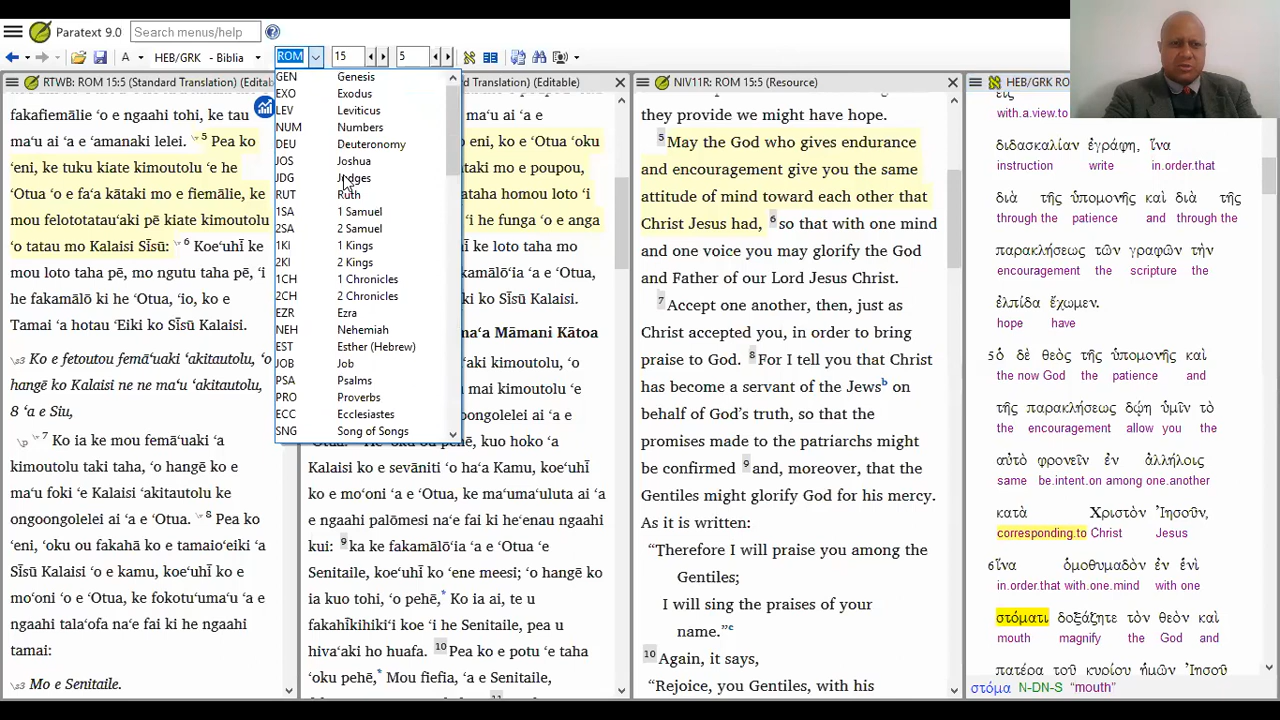 Paratext 9.0
Search menus/help
A
HEB/GRK - Biblia
ROM
15
5
RTWB: ROM 15:5 (Standard Translation) (Editab
fakafiemālie ʻo e ngaahi tohi, ke tau
maʻu ai ʻa e ʻamanaki lelei. 5 Pea ko
ʻeni, ke tuku kiate kimoutolu ʻe he
ʻOtua ʻo e faʻa kātaki mo e fiemālie, ke
mou felototatauʻaki pē kiate kimoutolu
ʻo tatau mo Kalaisi Sīsū: 6 Koeʻuhī ke
mou loto taha pē, mo ngutu taha pē, ʻi
he fakamālō ki he ʻOtua, ʻio, ko e
Tamai ʻa hotau ʻEiki ko Sīsū Kalaisi.
\s3 Ko e fetoutou femāʻuaki ʻakitautolu, ʻo
hangē ko Kalaisi ne ne maʻu ʻakitautolu,
8 ʻa e Siu,
\p 7 Ko ia ke mou femāʻuaki ʻa
kimoutolu taki taha, ʻo hangē ko e
maʻu foki ʻe Kalaisi ʻakitautolu ke
ongoongolelei ai ʻa e ʻOtua. 8 Pea ko
ʻeni, ʻoku ou fakahā ko e tamaioʻeiki ʻa
Sīsū Kalaisi ʻo e kamu, koeʻuhī ko e
moʻoni ʻo e ʻOtua, ke fokotuʻumaʻu ʻa e
ngaahi talaʻofa naʻe fai ki he ngaahi
tamai:
\s3 Mo e Senitaile.
GEN Genesis
EXO Exodus
LEV Leviticus
NUM Numbers
DEU Deuteronomy
JOS Joshua
JDG Judges
RUT Ruth
1SA 1 Samuel
2SA 2 Samuel
1KI 1 Kings
2KI 2 Kings
1CH 1 Chronicles
2CH 2 Chronicles
EZR Ezra
NEH Nehemiah
EST Esther (Hebrew)
JOB Job
PSA Psalms
PRO Proverbs
ECC Ecclesiastes
SNG Song of Songs
Translation) (Editab
maʻu ai ʻa e
o eni, ko e ʻOtua ʻoku
taki mo e poupou,
tataha homou loto ʻi
ʻi he funga ʻo e anga
ke loto taha mo
ki ko Sīsū Kalaisi.
maʻa Māmani Kātoa
kimoutolu, ʻo
mai kimoutolu
ongolelei ʻo e ʻOtua.
pehē, kuo hoko ʻa
Kalaisi ko e sevāniti ʻo haʻa Kamu, koeʻuhī
ko e moʻoni ʻa e ʻOtua, ke maʻumaʻuluta ai ʻa
e ngaahi palōmesi naʻe fai ki heʻenau ngaahi
kui: 9 ka ke fakamālōʻia ʻa e ʻOtua ʻe
Senitaile, koeʻuhī ko ʻene meesi; ʻo hangē ko
ia kuo tohi, ʻo pehē,* Ko ia ai, te u
fakahīkihikiʻi koe ʻi he Senitaile, pea u
hivaʻaki ho huafa. 10 Pea ko e potu ʻe taha
ʻoku pehē,* Mou fiefia, ʻa e Senitaile, fakataha
NIV11R: ROM 15:5 (Resource)
they provide we might have hope.
5 May the God who gives endurance
and encouragement give you the same
attitude of mind toward each other that
Christ Jesus had, 6 so that with one mind
and one voice you may glorify the God
and Father of our Lord Jesus Christ.
7 Accept one another, then, just as
Christ accepted you, in order to bring
praise to God. 8 For I tell you that Christ
has become a servant of the Jews b on
behalf of God’s truth, so that the
promises made to the patriarchs might
be confirmed 9 and, moreover, that the
Gentiles might glorify God for his mercy.
As it is written:
“Therefore I will praise you among the
Gentiles;
I will sing the praises of your
name.” c
10 Again, it says,
“Rejoice, you Gentiles, with his
HEB/GRK ROM
εἰς
with.a.view.to
διδασκαλίαν ἐγράφη, ἵνα
instruction write in.order.that
διὰ τῆς ὑπομονῆς καὶ διὰ τῆς
through the patience and through the
παρακλήσεως τῶν γραφῶν τὴν
encouragement the scripture the
ἐλπίδα ἔχωμεν.
hope have
5 ὁ δὲ θεὸς τῆς ὑπομονῆς καὶ
the now God the patience and
τῆς παρακλήσεως δῴη ὑμῖν τὸ
the encouragement allow you the
αὐτὸ φρονεῖν ἐν ἀλλήλοις
same be.intent.on among one.another
κατὰ Χριστὸν Ἰησοῦν,
corresponding.to Christ Jesus
6 ἵνα ὁμοθυμαδὸν ἐν ἑνὶ
in.order.that with.one.mind with one
στόματι δοξάζητε τὸν θεὸν καὶ
mouth magnify the God and
πατέρα τοῦ κυρίου ἡμῶν Ἰησοῦ
στόμα N-DN-S “mouth”